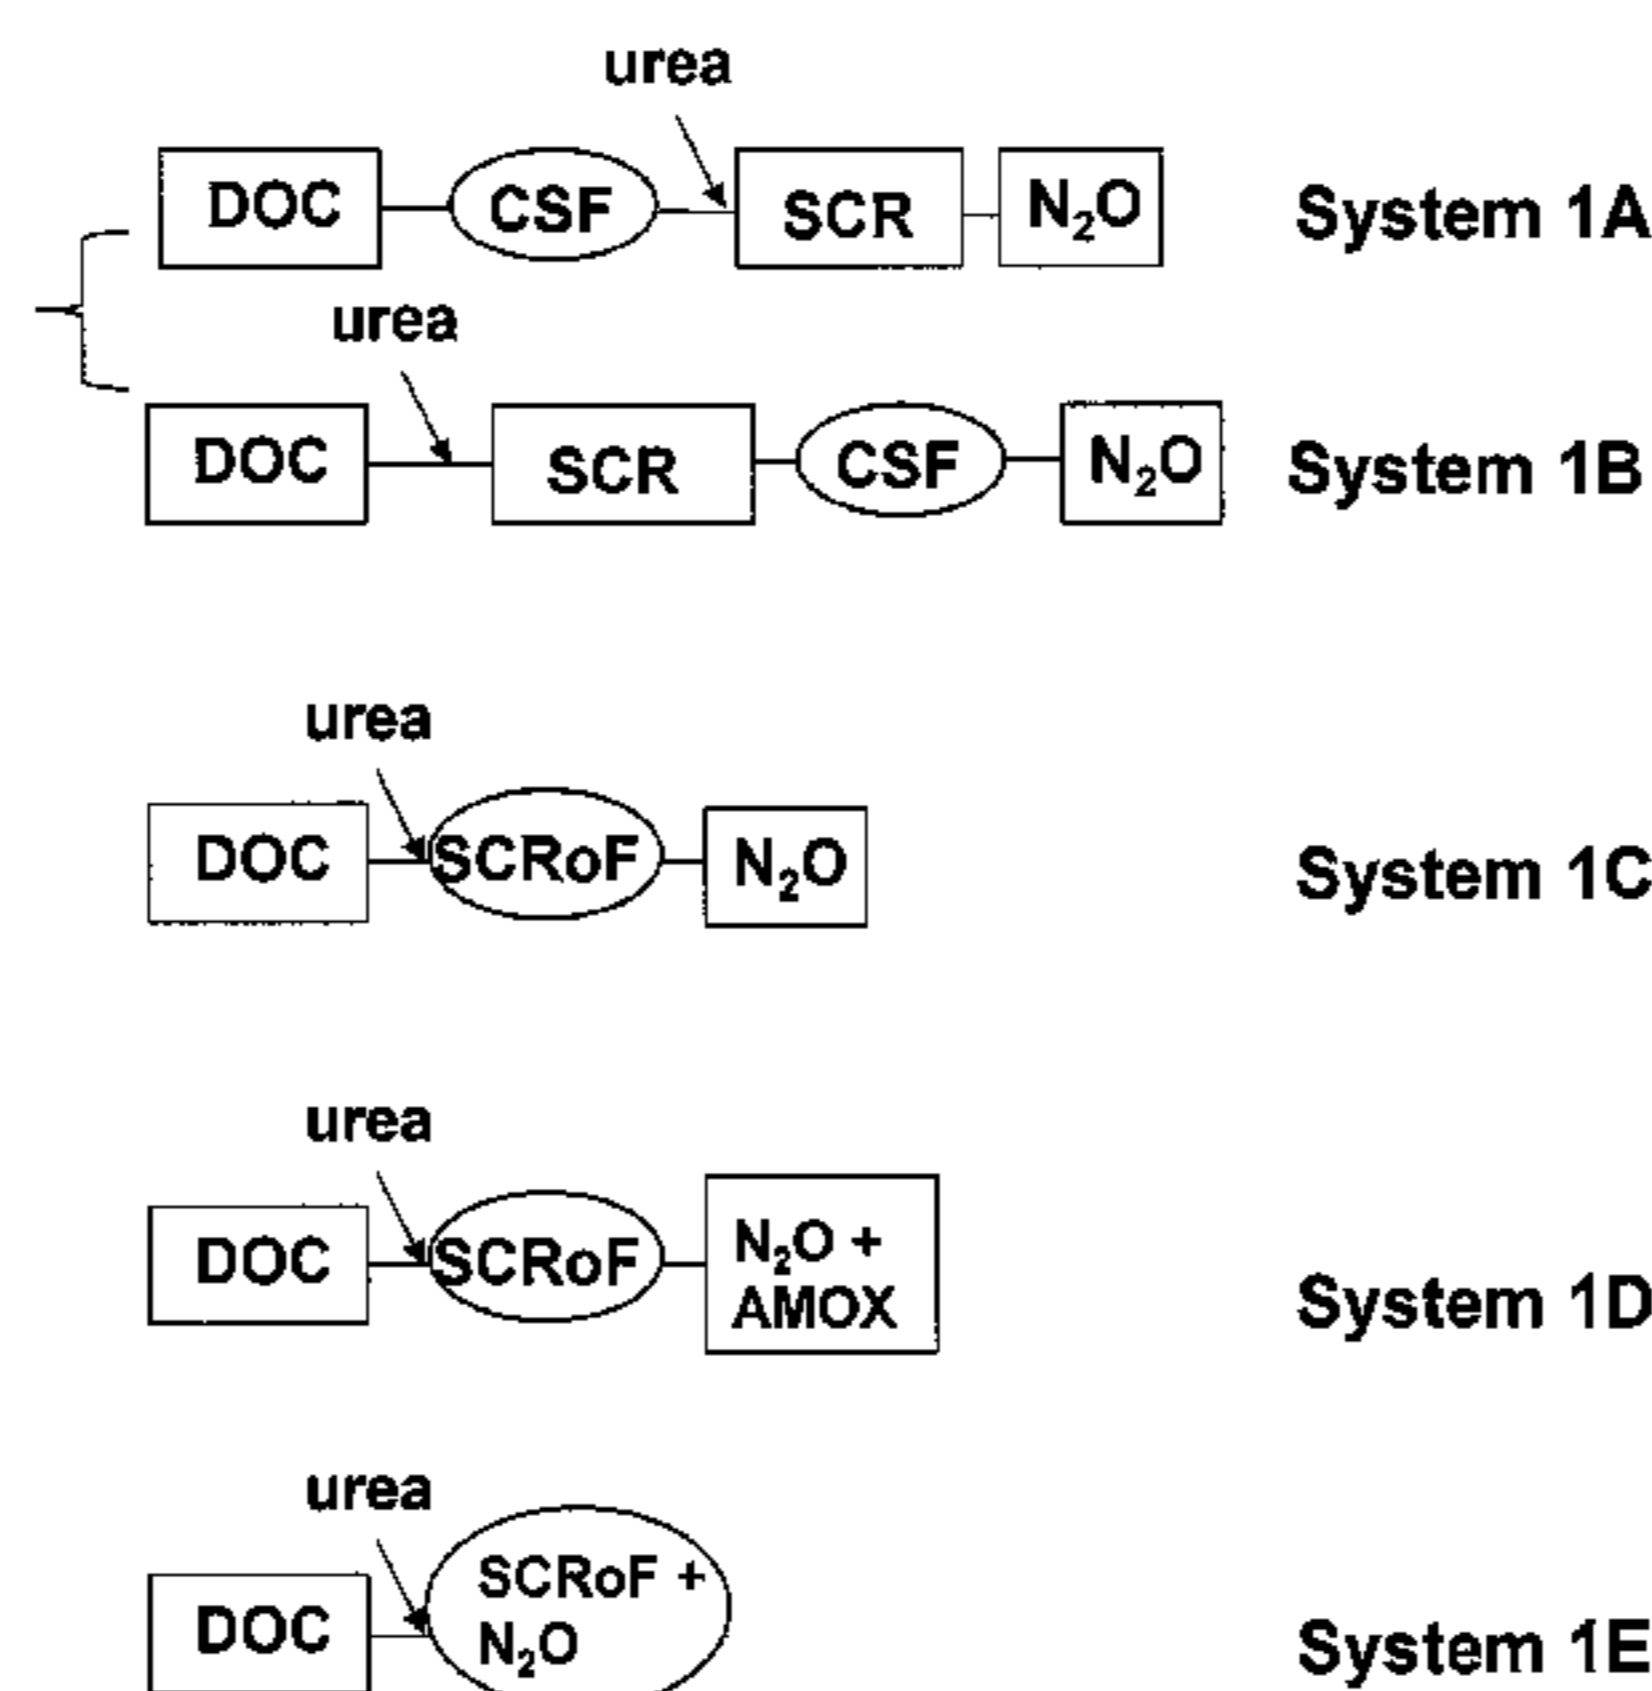 urea
DOC CSF SCR N₂O System 1A
urea
DOC SCR CSF N₂O System 1B
urea
DOC SCRoF N₂O System 1C
urea
DOC SCRoF N₂O +
AMOX System 1D
urea
DOC SCRoF +
N₂O System 1E